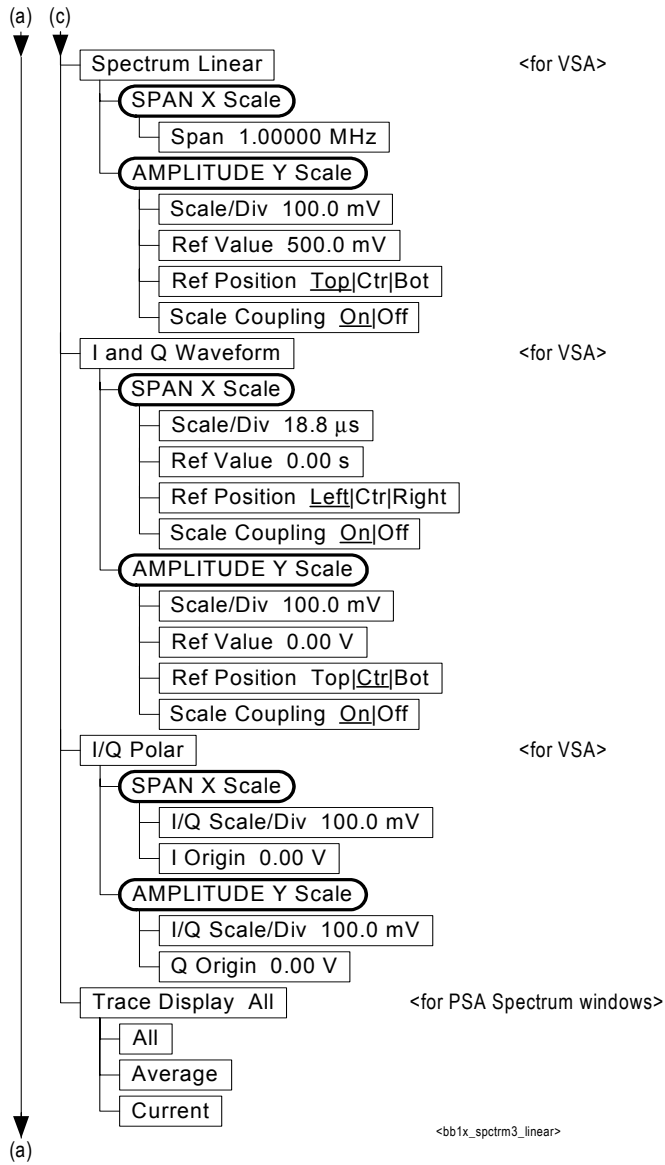 (a) (c)
Spectrum Linear <for VSA>
SPAN X Scale
Span 1.00000 MHz
AMPLITUDE Y Scale
Scale/Div 100.0 mV
Ref Value 500.0 mV
Ref Position Top|Ctr|Bot
Scale Coupling On|Off
I and Q Waveform <for VSA>
SPAN X Scale
Scale/Div 18.8 μs
Ref Value 0.00 s
Ref Position Left|Ctr|Right
Scale Coupling On|Off
AMPLITUDE Y Scale
Scale/Div 100.0 mV
Ref Value 0.00 V
Ref Position Top|Ctr|Bot
Scale Coupling On|Off
I/Q Polar <for VSA>
SPAN X Scale
I/Q Scale/Div 100.0 mV
I Origin 0.00 V
AMPLITUDE Y Scale
I/Q Scale/Div 100.0 mV
Q Origin 0.00 V
Trace Display All <for PSA Spectrum windows>
All
Average
Current
<bb1x_spctrm3_linear>
(a)